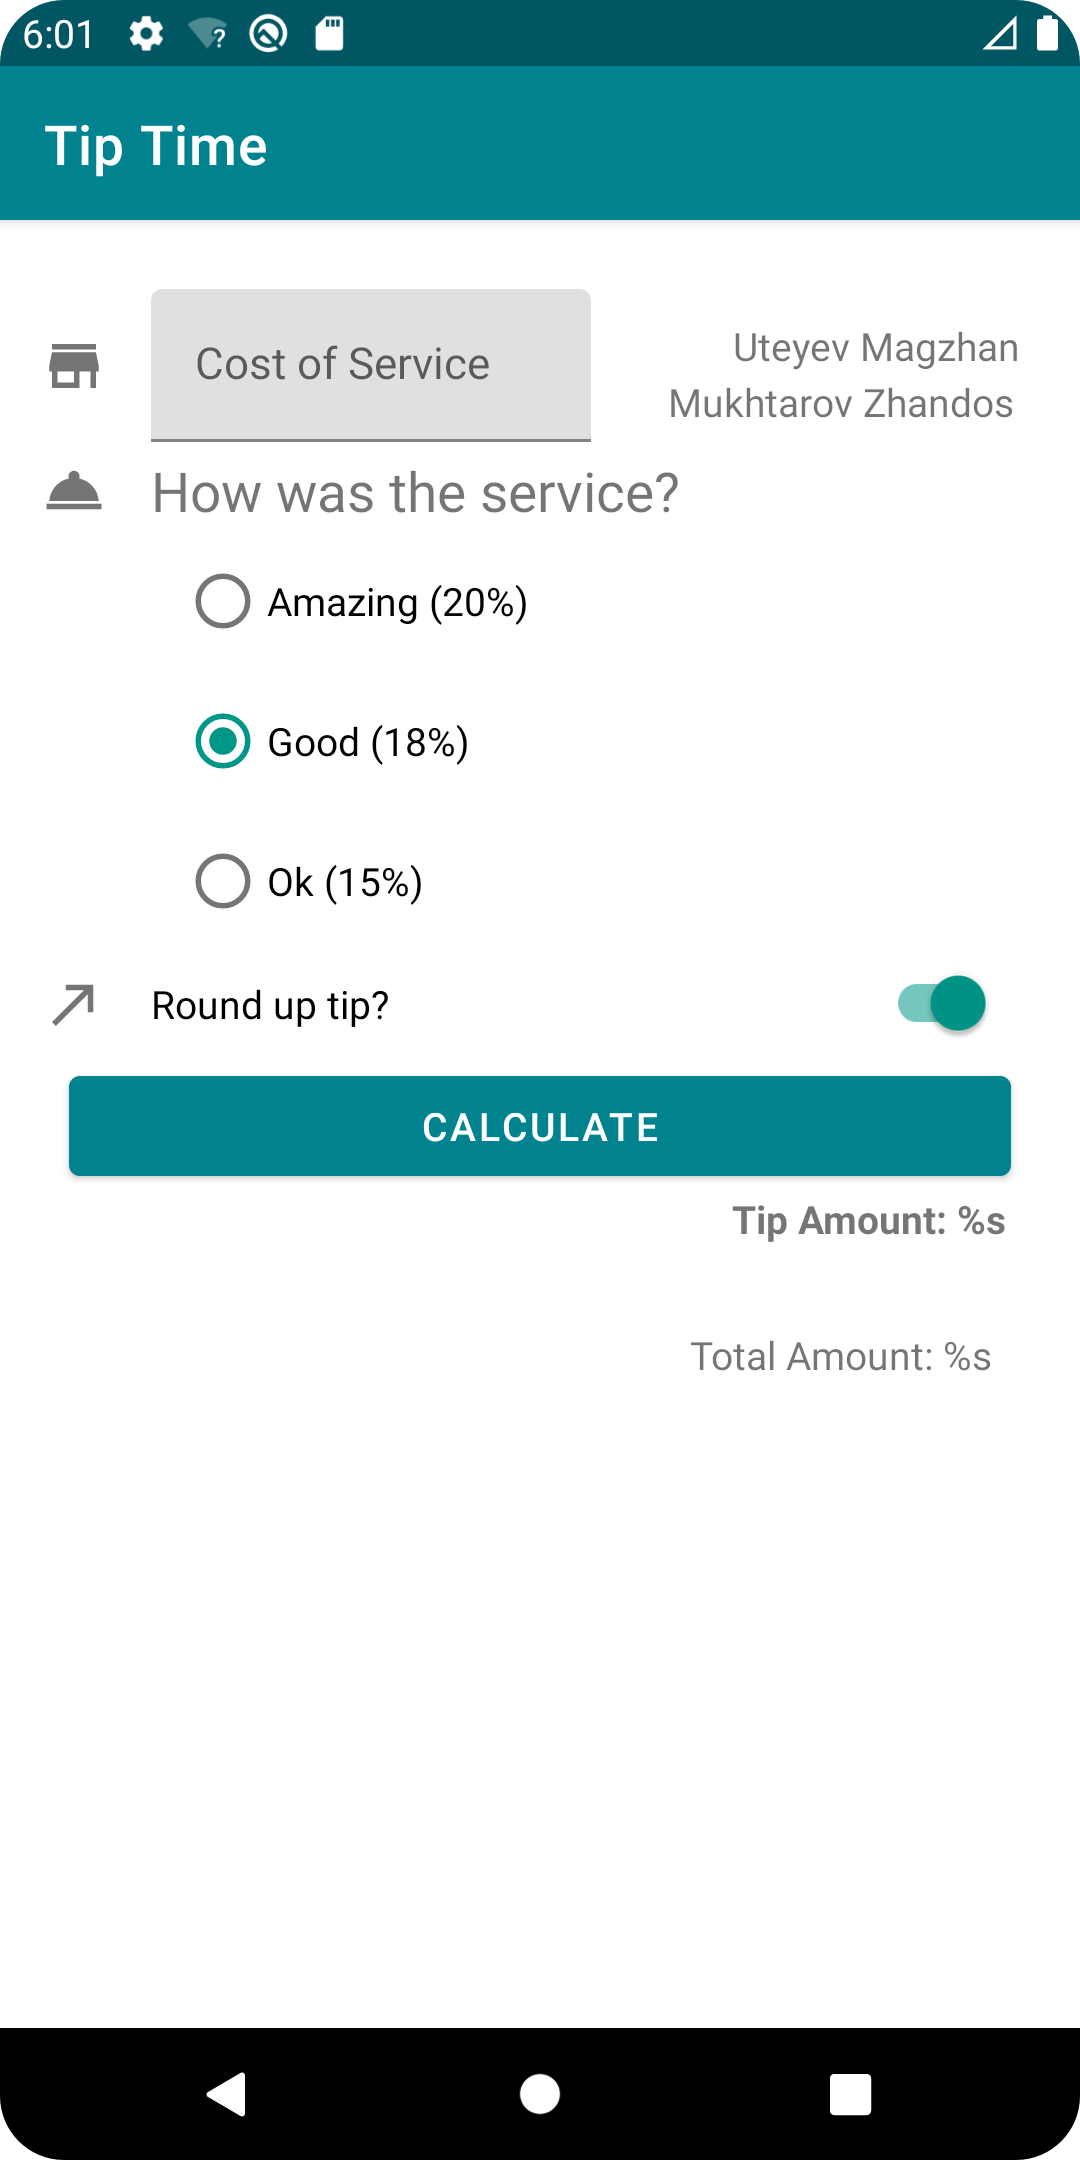 6:01
Tip Time
Cost of Service
Uteyev Magzhan
Mukhtarov Zhandos
How was the service?
Amazing (20%)
Good (18%)
Ok (15%)
Round up tip?
CALCULATE
Tip Amount: %s
Total Amount: %s